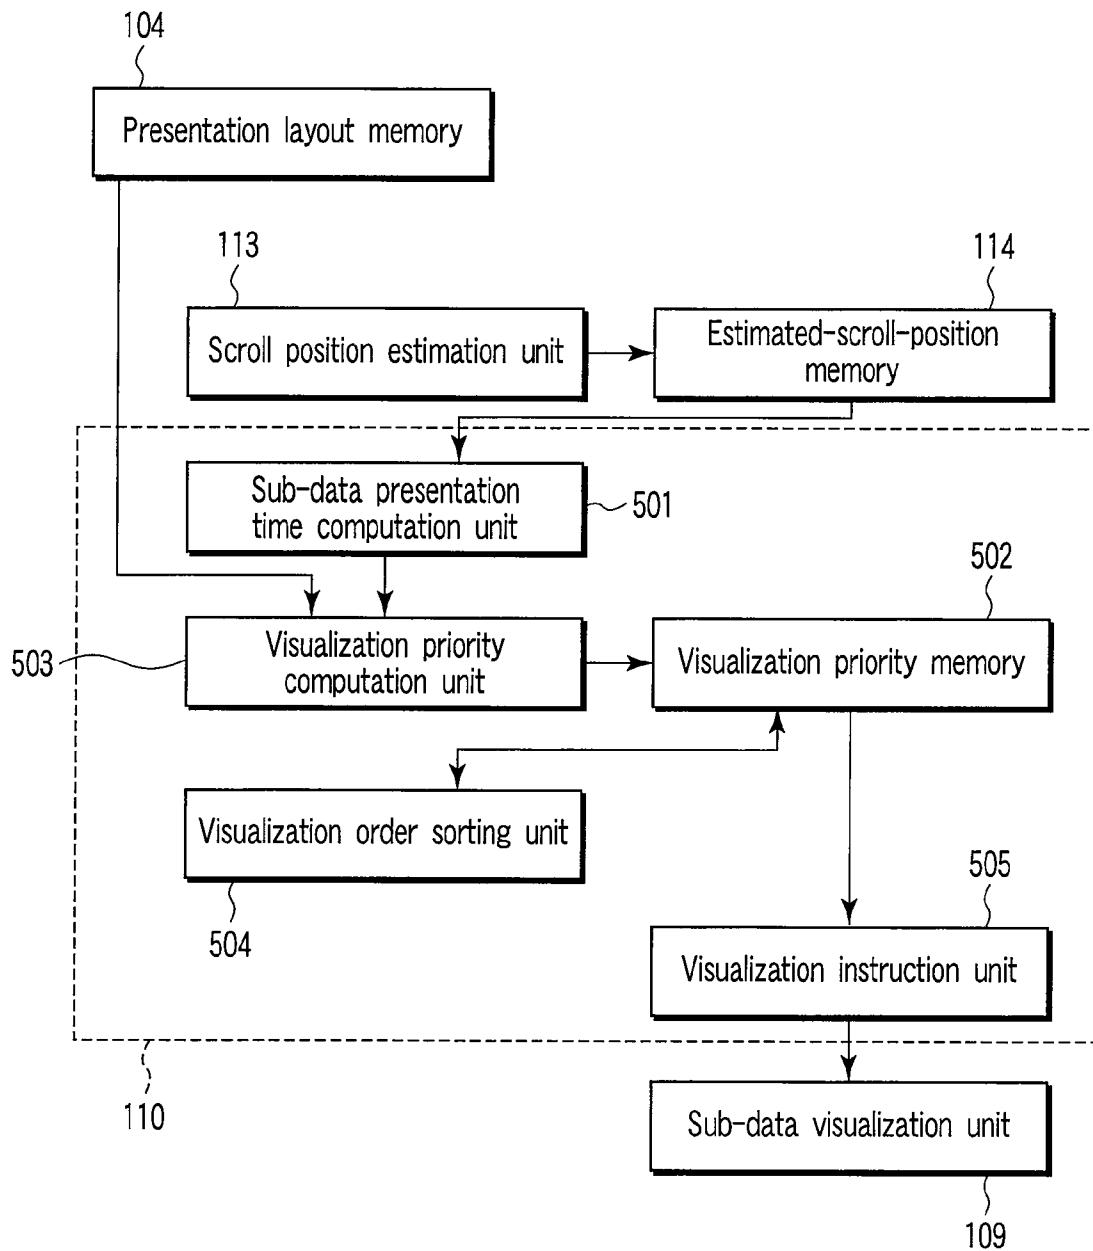 104
Presentation layout memory
113
114
Scroll position estimation unit
Estimated-scroll-position
memory
Sub-data presentation
time computation unit
501
502
503
Visualization priority
computation unit
Visualization priority memory
Visualization order sorting unit
504
505
Visualization instruction unit
110
Sub-data visualization unit
109